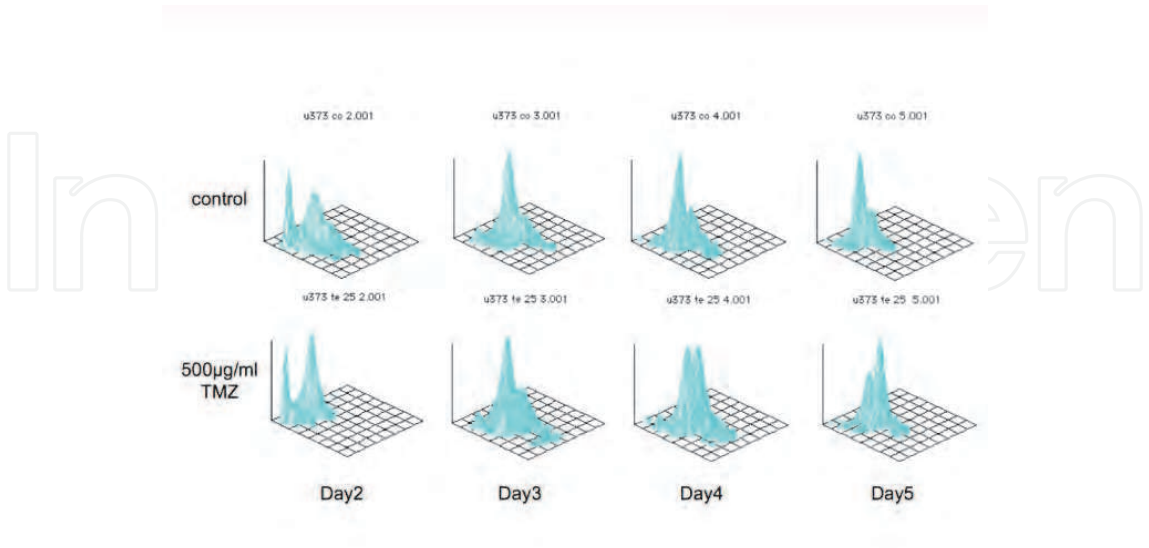 In
en
u373 co 2.001
u373 co 3.001
u373 co 4.001
u373 co 5.001
control
u373 te 25 2.001
u373 te 25 3.001
u373 te 25 4.001
u373 te 25 5.001
500µg/ml
TMZ
Day2
Day3
Day4
Day5